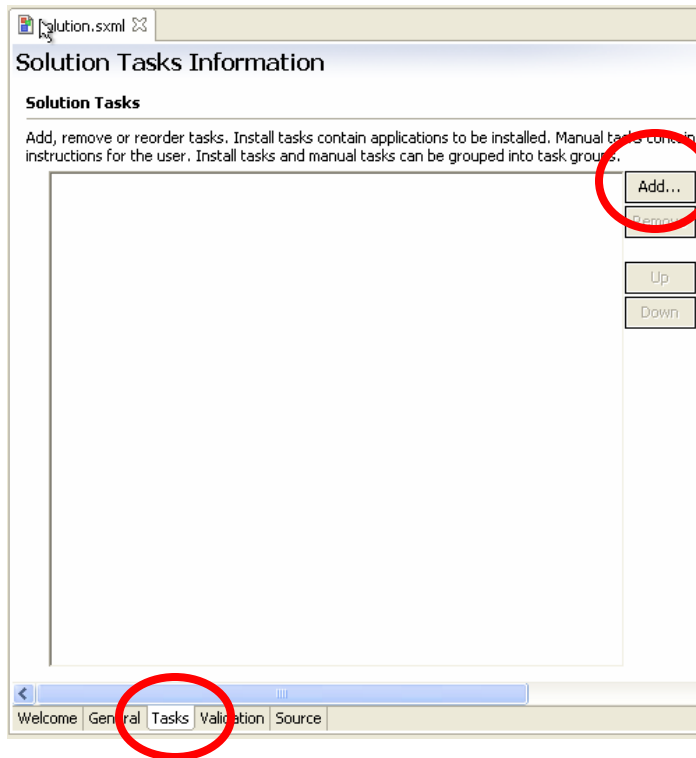 solution.sxml
Solution Tasks Information
Solution Tasks
Add, remove or reorder tasks. Install tasks contain applications to be installed. Manual tasks contain
instructions for the user. Install tasks and manual tasks can be grouped into task groups.
Add...
Remove
Up
Down
Welcome General Tasks Validation Source